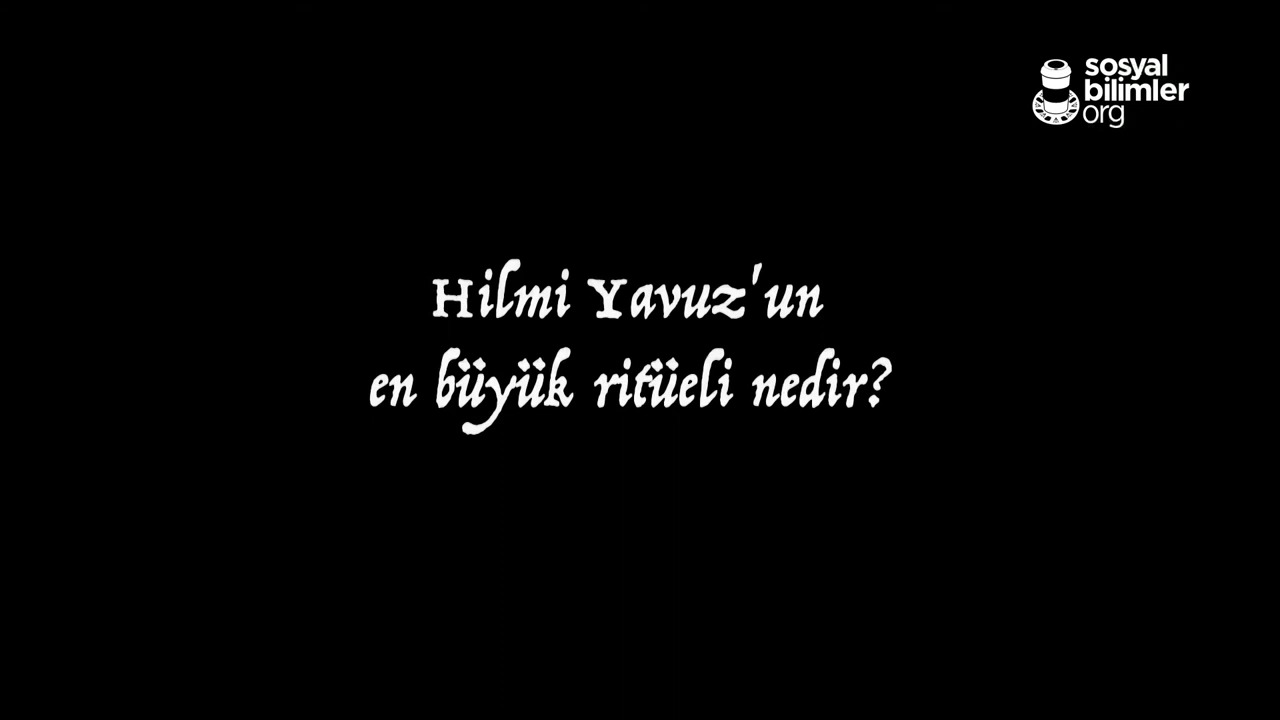 sosyal
bilimler
org
Hilmi Yavuz'un
en büyük ritüeli nedir?